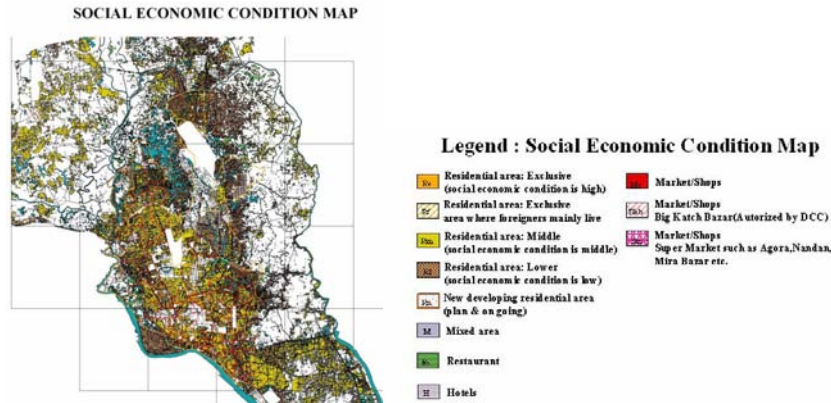 SOCIAL ECONOMIC CONDITION MAP
Legend : Social Economic Condition Map
Residential area: Exclusive
(social economic condition is high)
Residential area: Exclusive
area where foreigners mainly live
Residential area: Middle
(social economic condition is middle)
Residential area: Lower
(social economic condition is low)
New developing residential area
(plan & on going)
M Mixed area
Restaurant
H Hotels
Market/Shops
Market/Shops
Big Katch Bazar(Autorized by DCC)
Market/Shops
Super Market such as Agora,Nandan,
Mira Bazar etc.